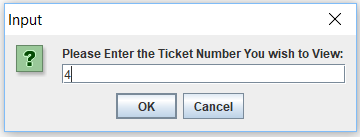 Input
Please Enter the Ticket Number You wish to View:
4
OK Cancel